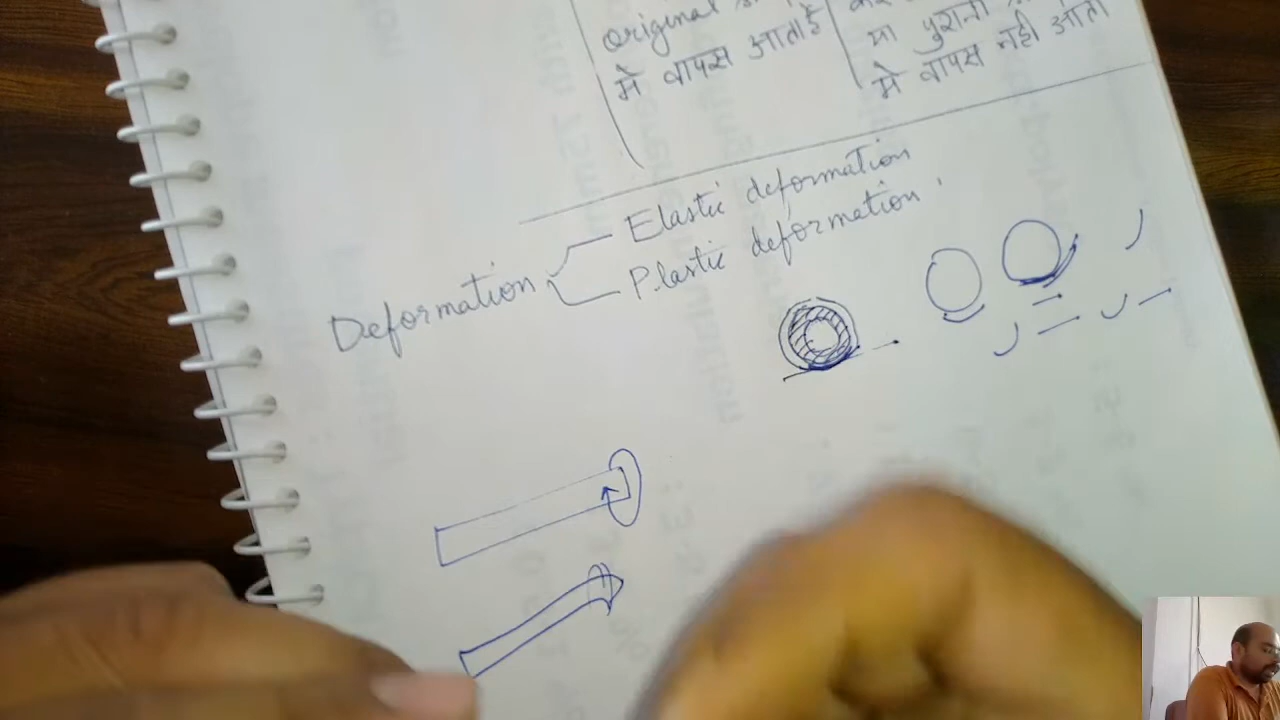 original
में वापस आता है
या पुरानी
में वापस नही आता
Elastic deformation
Deformation
Plastic deformation